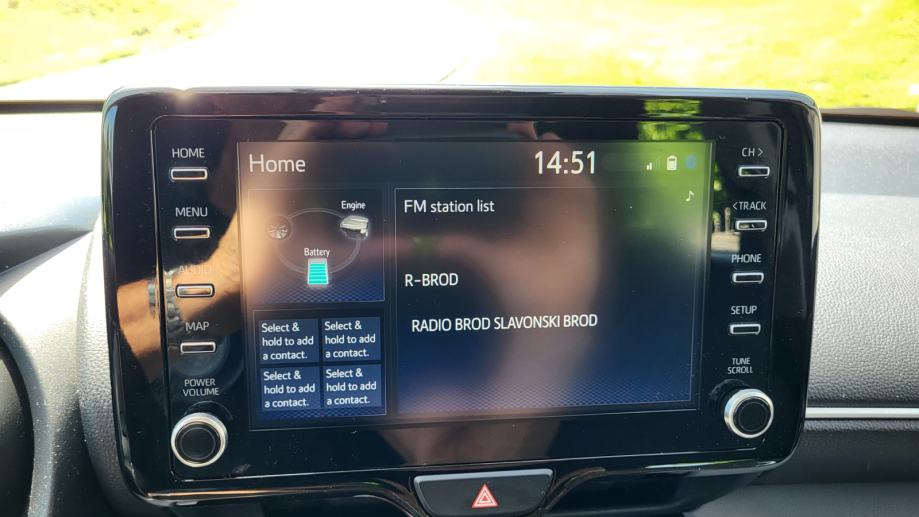 HOME
MENU
AUDIO
MAP
POWER
VOLUME
Home
14:51
Engine
Battery
Select &
hold to add
a contact.
Select &
hold to add
a contact.
Select &
hold to add
a contact.
Select &
hold to add
a contact.
FM station list
R-BROD
RADIO BROD SLAVONSKI BROD
CH >
< TRACK
PHONE
SETUP
TUNE
SCROLL